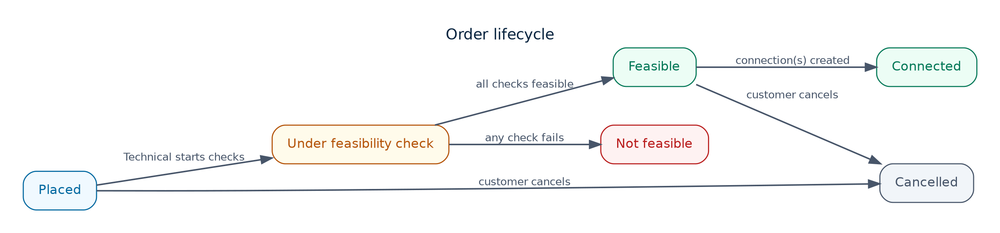 Order lifecycle
Feasible
connection(s) created
Connected
all checks feasible
customer cancels
Under feasibility check
any check fails
Not feasible
Technical starts checks
Placed
customer cancels
Cancelled